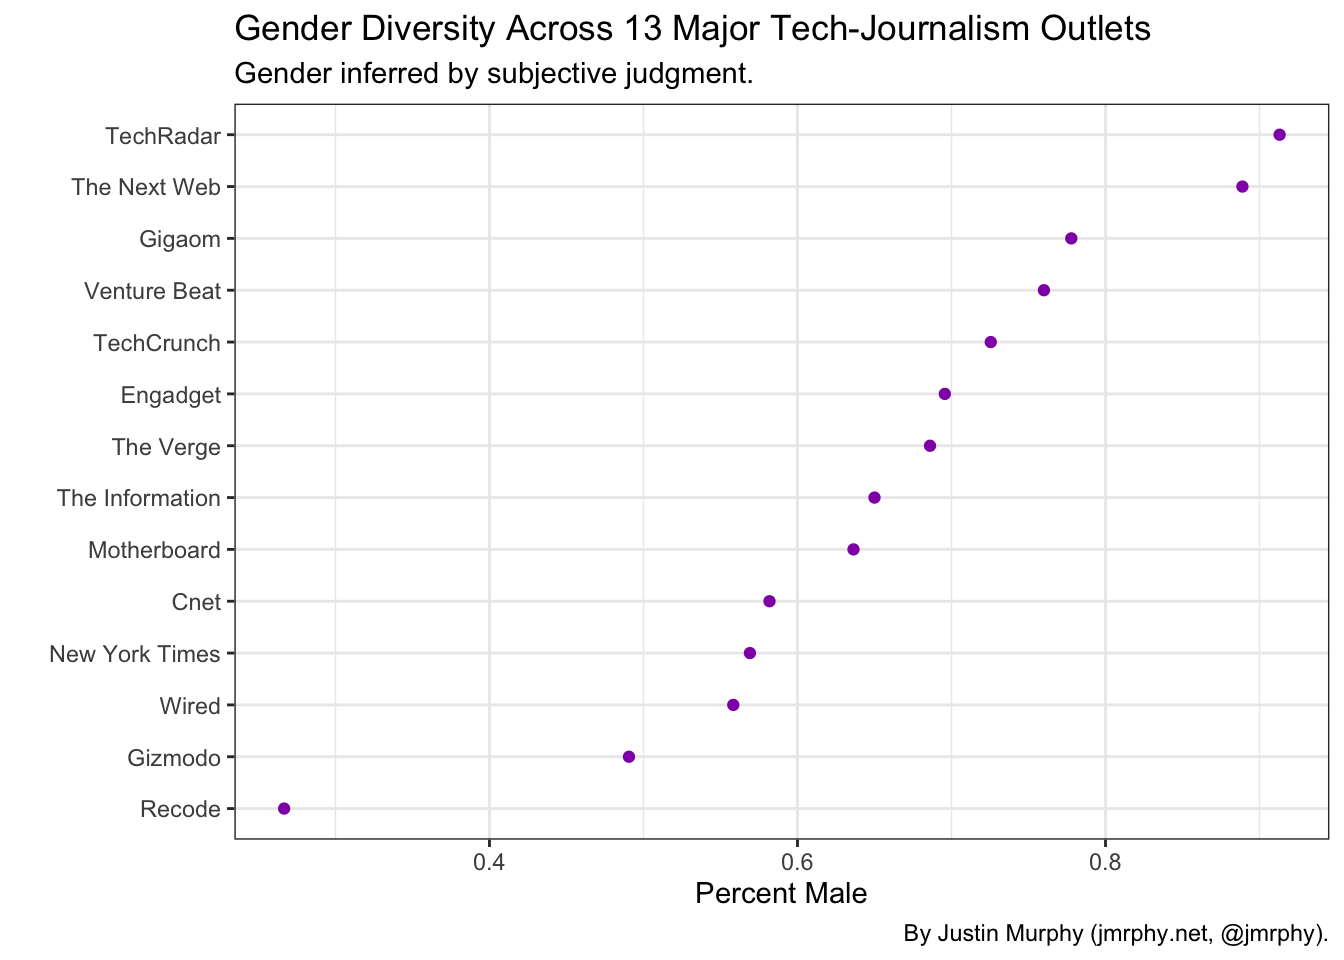 Gender Diversity Across 13 Major Tech-Journalism Outlets
Gender inferred by subjective judgment.
TechRadar
The Next Web
Gigaom
Venture Beat
TechCrunch
Engadget
The Verge
The Information
Motherboard
Cnet
New York Times
Wired
Gizmodo
Recode
0.4 0.6 0.8
Percent Male
By Justin Murphy (jmrphy.net, @jmrphy).